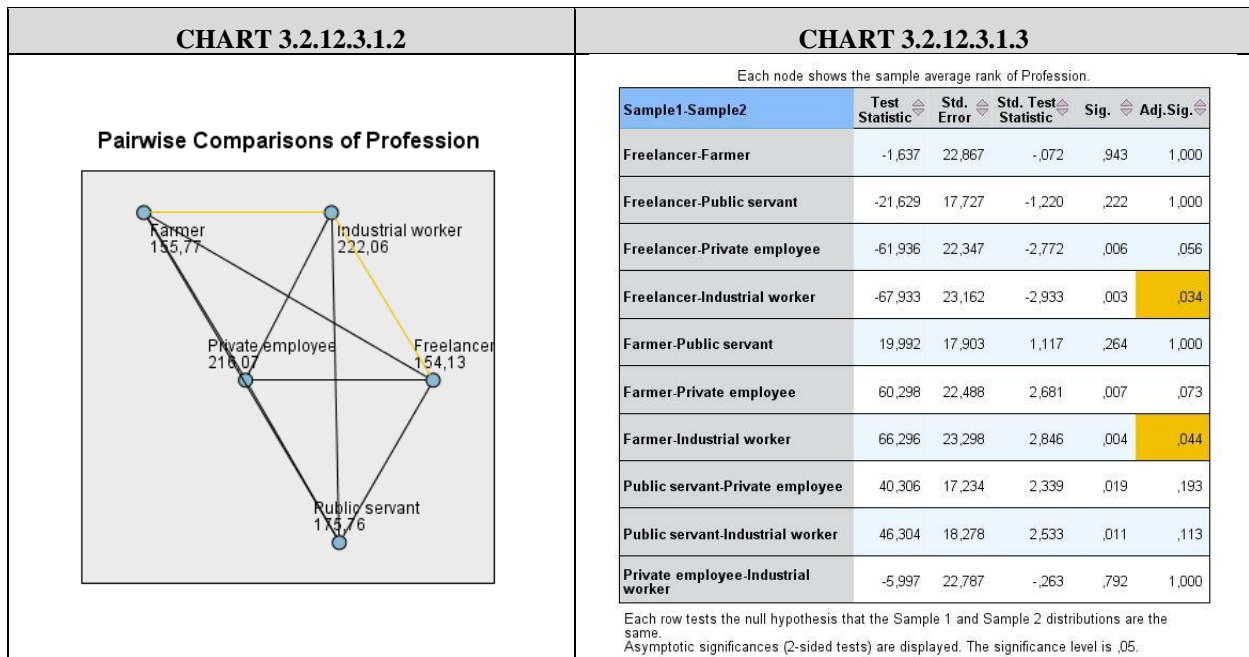 CHART 3.2.12.3.1.2
CHART 3.2.12.3.1.3
Pairwise Comparisons of Profession
Farmer
155,77
Industrial worker
222,06
Private employee
216,07
Freelancer
154,13
Public servant
175,76
Each node shows the sample average rank of Profession.
Sample1-Sample2 Test Statistic Std. Error Std. Test Statistic Sig. Adj.Sig.
Freelancer-Farmer -1,637 22,867 -,072 ,943 1,000
Freelancer-Public servant -21,629 17,727 -1,220 ,222 1,000
Freelancer-Private employee -61,936 22,347 -2,772 ,006 ,056
Freelancer-Industrial worker -67,933 23,162 -2,933 ,003 ,034
Farmer-Public servant 19,992 17,903 1,117 ,264 1,000
Farmer-Private employee 60,298 22,488 2,681 ,007 ,073
Farmer-Industrial worker 66,296 23,298 2,846 ,004 ,044
Public servant-Private employee 40,306 17,234 2,339 ,019 ,193
Public servant-Industrial worker 46,304 18,278 2,533 ,011 ,113
Private employee-Industrial worker -5,997 22,787 -,263 ,792 1,000
Each row tests the null hypothesis that the Sample 1 and Sample 2 distributions are the
same.
Asymptotic significances (2-sided tests) are displayed. The significance level is ,05.